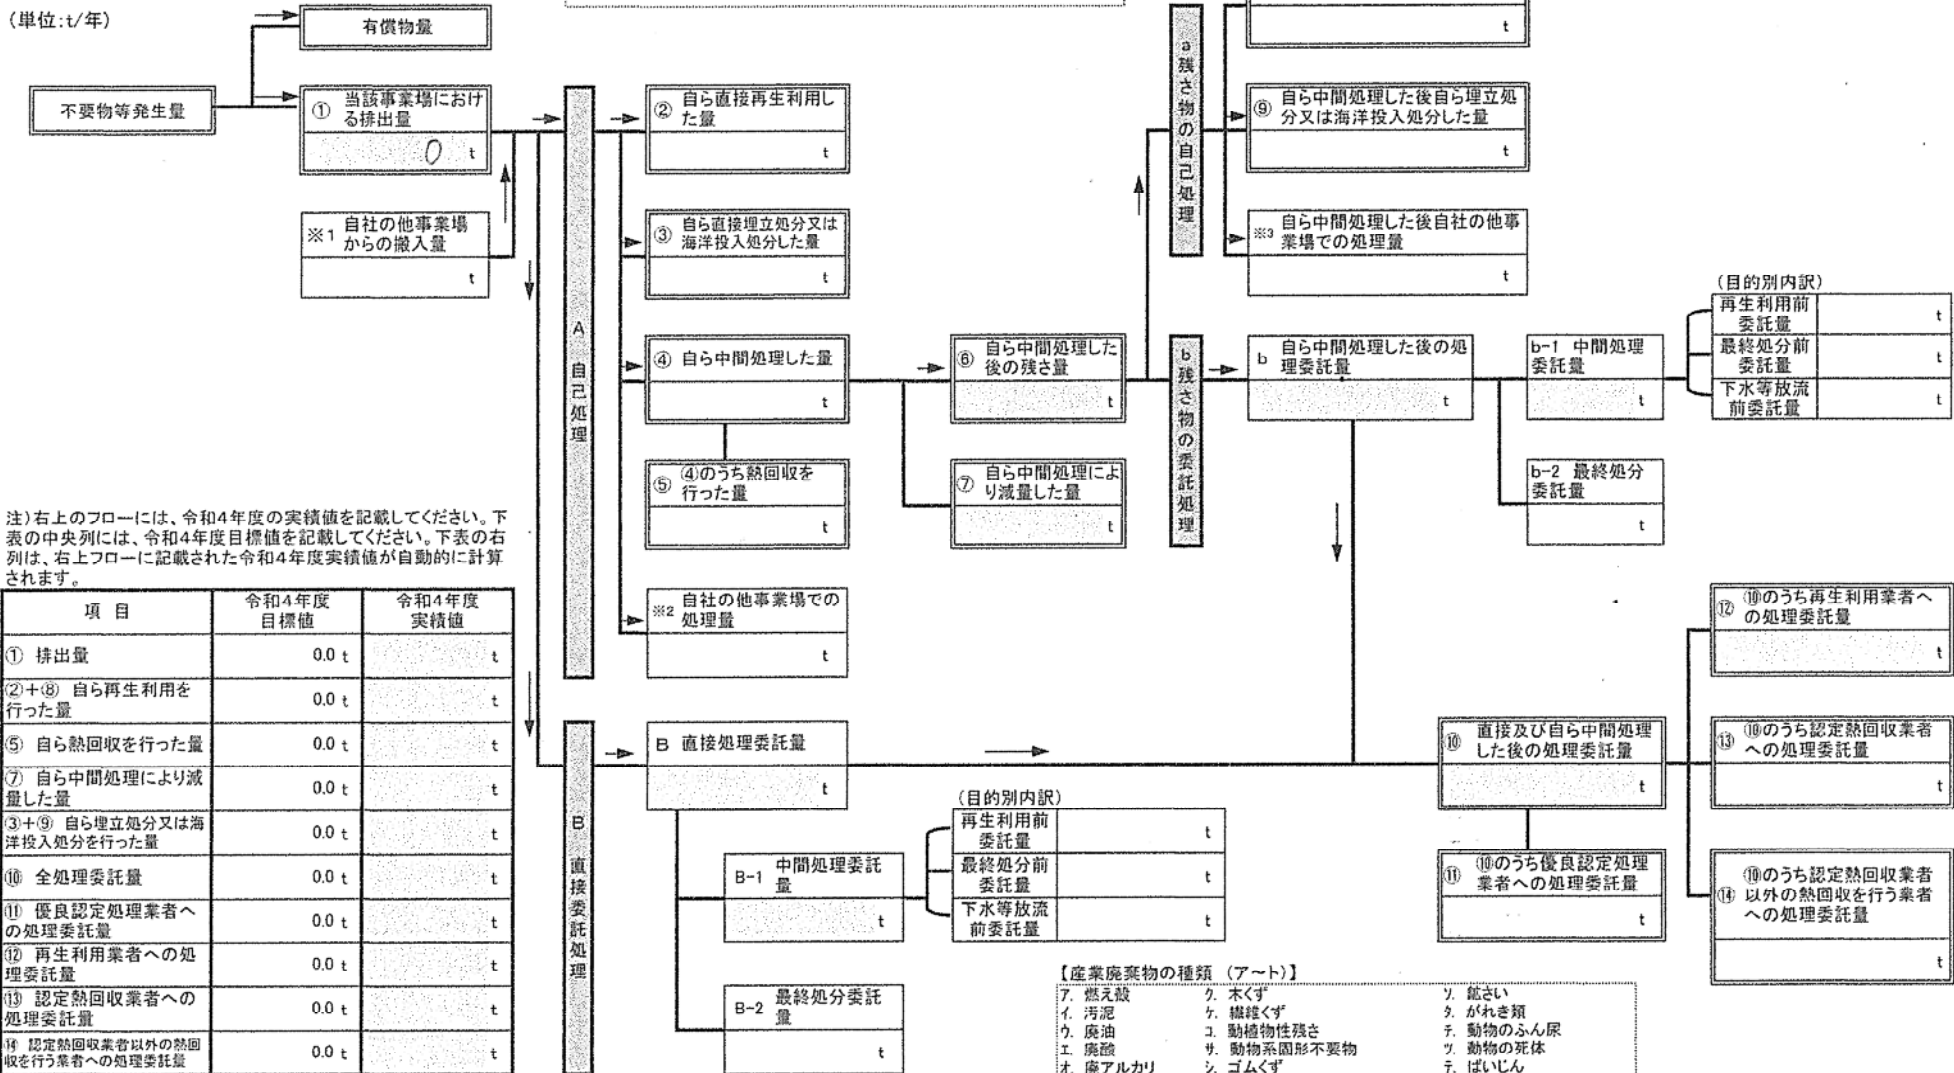 (単位:t/年)
有償物量
不要物等発生量
① 当該事業場におけ
る排出量
0 t
※1 自社の他事業場
からの搬入量
t
A 自己処理
② 自ら直接再生利用し
た量
t
③ 自ら直接埋立処分又は
海洋投入処分した量
t
④ 自ら中間処理した量
t
⑤ ④のうち熱回収を
行った量
t
※2 自社の他事業場での
処理量
t
⑥ 自ら中間処理した
後の残さ量
t
⑦ 自ら中間処理によ
り減量した量
t
a 残さ物の自己処理
t
⑨ 自ら中間処理した後自ら埋立処
分又は海洋投入処分した量
t
※3 自ら中間処理した後自社の他事
業場での処理量
t
b 残さ物の委託処理
b 自ら中間処理した後の処
理委託量
t
b-1 中間処理
委託量
t
(目的別内訳)
再生利用前
委託量 t
最終処分前
委託量 t
下水等放流
前委託量 t
b-2 最終処分
委託量
t
注)右上のフローには、令和4年度の実績値を記載してください。下
表の中央列には、令和4年度目標値を記載してください。下表の右
列は、右上フローに記載された令和4年度実績値が自動的に計算
されます。
項 目 令和4年度 目標値 令和4年度 実績値
① 排出量 0.0 t t
②+⑧ 自ら再生利用を
行った量 0.0 t t
⑤ 自ら熱回収を行った量 0.0 t t
⑦ 自ら中間処理により減
量した量 0.0 t t
③+⑨ 自ら埋立処分又は海
洋投入処分を行った量 0.0 t t
⑩ 全処理委託量 0.0 t t
⑪ 優良認定処理業者へ
の処理委託量 0.0 t t
⑫ 再生利用業者への処
理委託量 0.0 t t
⑬ 認定熱回収業者への
処理委託量 0.0 t t
⑭ 認定熱回収業者以外の熱回
収を行う業者への処理委託量 0.0 t t
B 直接委託処理
B 直接処理委託量
t
B-1 中間処理委託
量
t
(目的別内訳)
再生利用前
委託量 t
最終処分前
委託量 t
下水等放流
前委託量 t
B-2 最終処分委託
量
t
⑩ 直接及び自ら中間処理
した後の処理委託量
t
⑪ ⑩のうち優良認定処理
業者への処理委託量
t
⑫ ⑩のうち再生利用業者へ
の処理委託量
t
⑬ ⑩のうち認定熱回収業者
への処理委託量
t
⑭ ⑩のうち認定熱回収業者
以外の熱回収を行う業者
への処理委託量
t
【産業廃棄物の種類 (ア~ト)】
ア. 燃え殻 ク. 木くず ソ. 鉱さい
イ. 汚泥 ケ. 繊維くず タ. がれき類
ウ. 廃油 コ. 動植物性残さ チ. 動物のふん尿
エ. 廃酸 サ. 動物系固形不要物 ツ. 動物の死体
オ. 廃アルカリ シ. ゴムくず テ. ばいじん